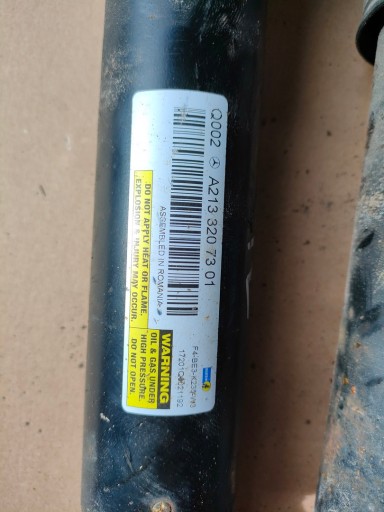 Q002 A213 320 73 01
ASSEMBLED IN ROMANIA
DO NOT APPLY HEAT OR FLAME.
EXPLOSION & INJURY MAY OCCUR.
WARNING
OIL & GAS UNDER
HIGH PRESSURE.
DO NOT OPEN.